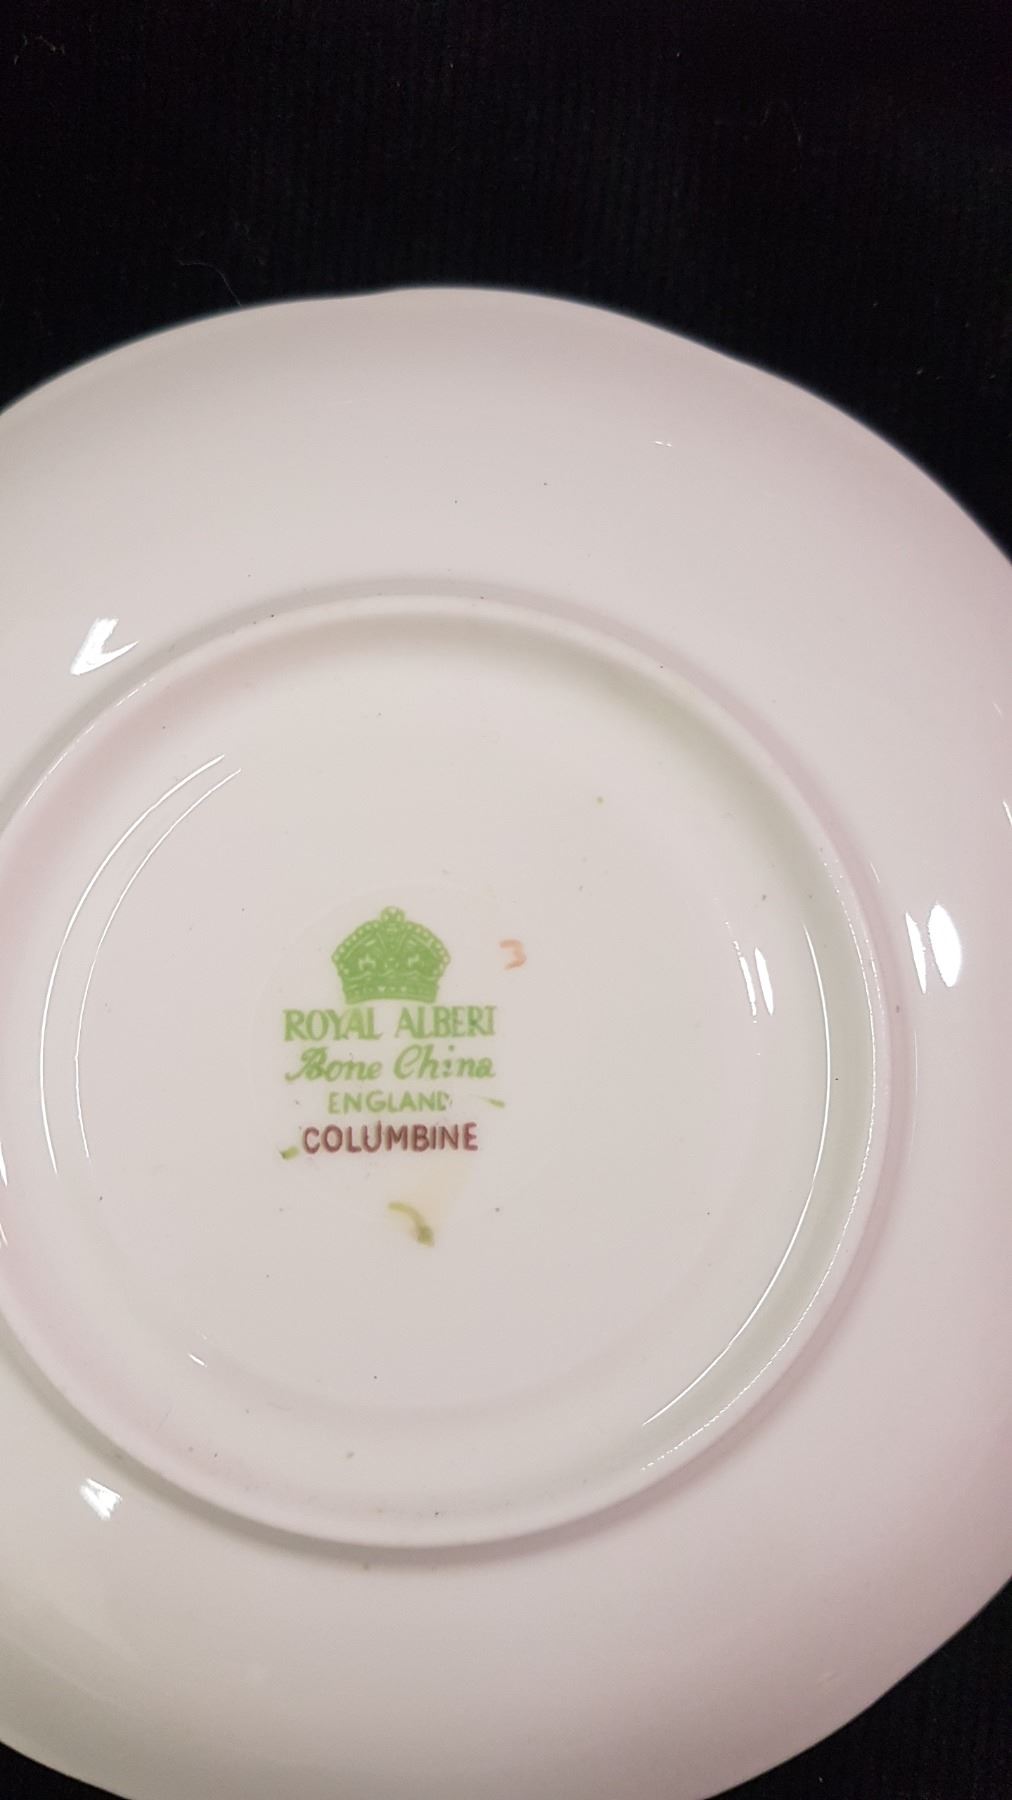 3
ROYAL ALBERT
Bone China
ENGLAND
COLUMBINE